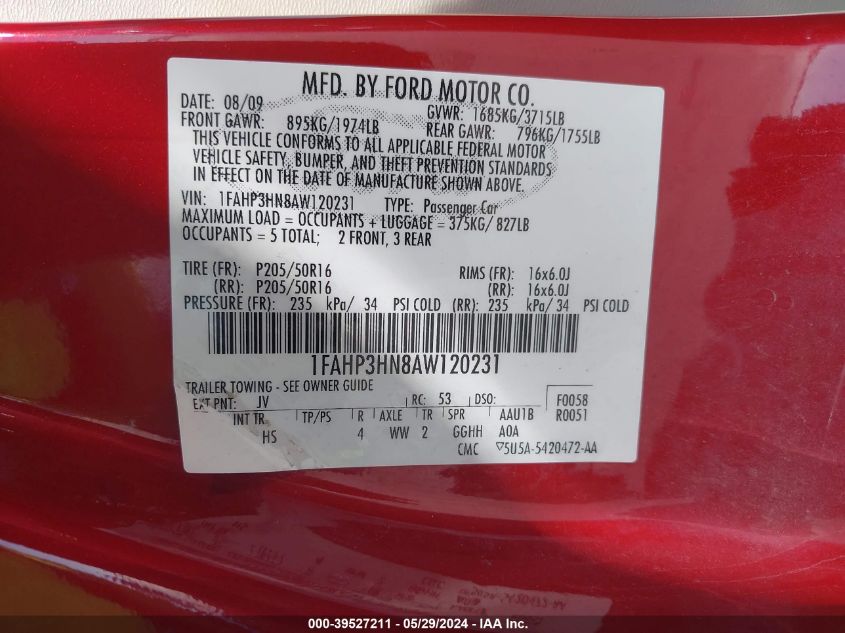 MFD. BY FORD MOTOR CO.
DATE: 08/09 GVWR: 1685KG/3715LB
FRONT GAWR: 895KG/1974LB REAR GAWR: 796KG/1755LB
THIS VEHICLE CONFORMS TO ALL APPLICABLE FEDERAL MOTOR
VEHICLE SAFETY, BUMPER, AND THEFT PREVENTION STANDARDS
IN EFFECT ON THE DATE OF MANUFACTURE SHOWN ABOVE.
VIN: 1FAHP3HN8AW120231 TYPE: Passenger Car
MAXIMUM LOAD = OCCUPANTS + LUGGAGE = 375KG/ 827LB
OCCUPANTS = 5 TOTAL; 2 FRONT, 3 REAR
TIRE (FR): P205/50R16 RIMS (FR): 16x6.0J
(RR): P205/50R16 (RR): 16x6.0J
PRESSURE (FR): 235 kPa/ 34 PSI COLD (RR): 235 kPa/ 34 PSI COLD
1FAHP3HN8AW120231
TRAILER TOWING - SEE OWNER GUIDE
EXT PNT: JV RC: 53 DSO: F0058
INT TR TP/PS R AXLE TR SPR AAU1B R0051
HS 4 WW 2 GGHH AOA
CMC ▽5U5A-5420472-AA
000-39527211 - 05/29/2024 - IAA Inc.